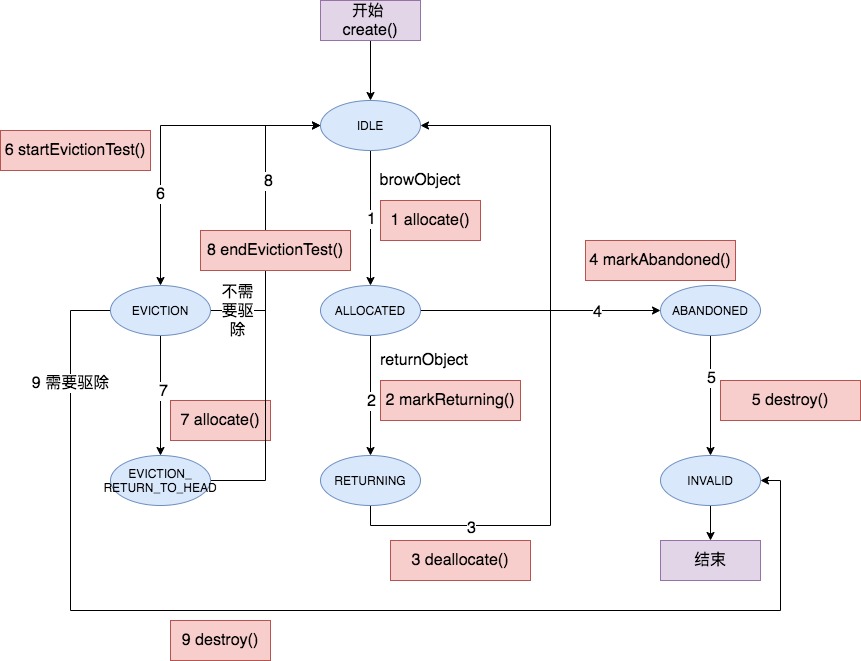 开始
create()
IDLE
6 startEvictionTest()
6
8
browObject
1
1 allocate()
8 endEvictionTest()
4 markAbandoned()
EVICTION
不需
要驱
除
ALLOCATED
4
ABANDONED
9 需要驱除
7
7 allocate()
returnObject
2
2 markReturning()
5
5 destroy()
EVICTION_
RETURN_TO_HEAD
RETURNING
INVALID
3
3 deallocate()
结束
9 destroy()